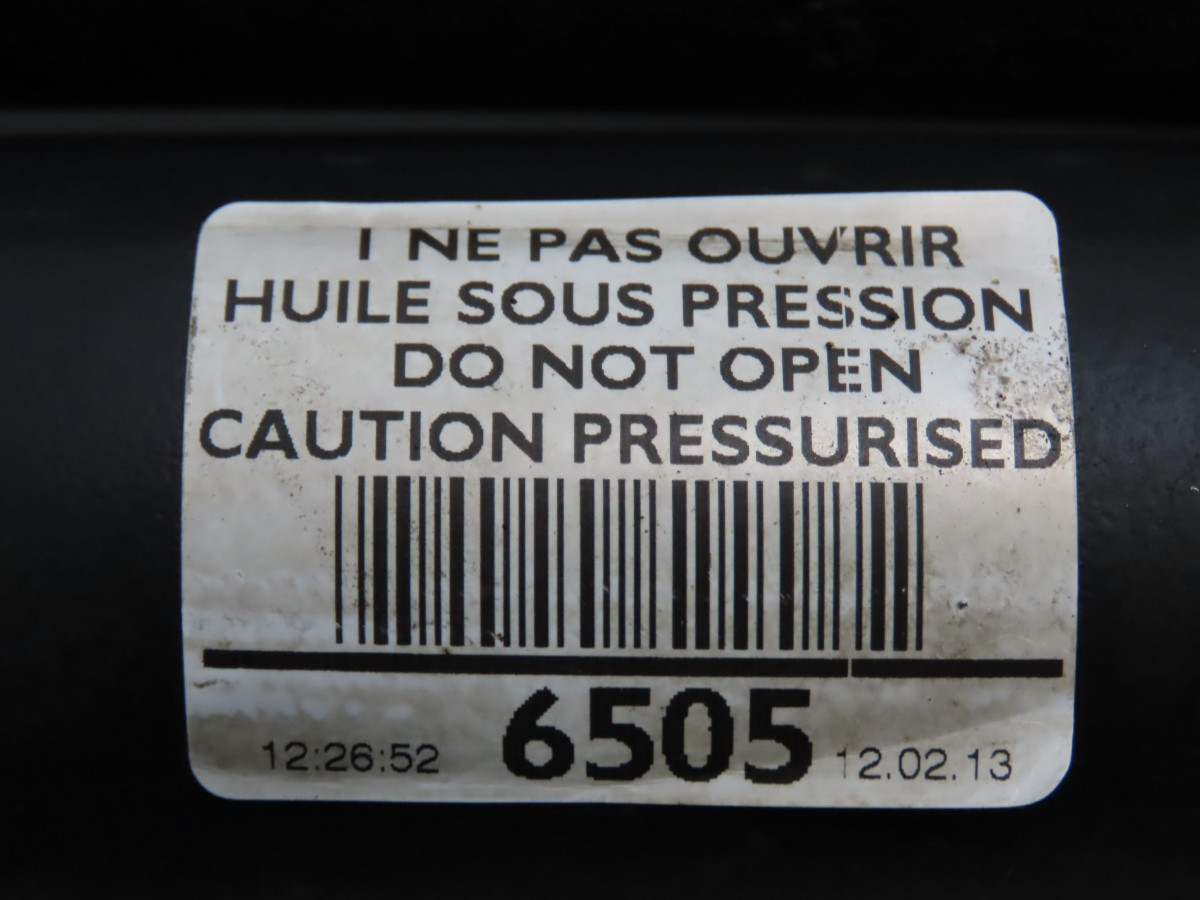 ! NE PAS OUVRIR
HUILE SOUS PRESSION
DO NOT OPEN
CAUTION PRESSURISED
12:26:52 6505 12.02.13